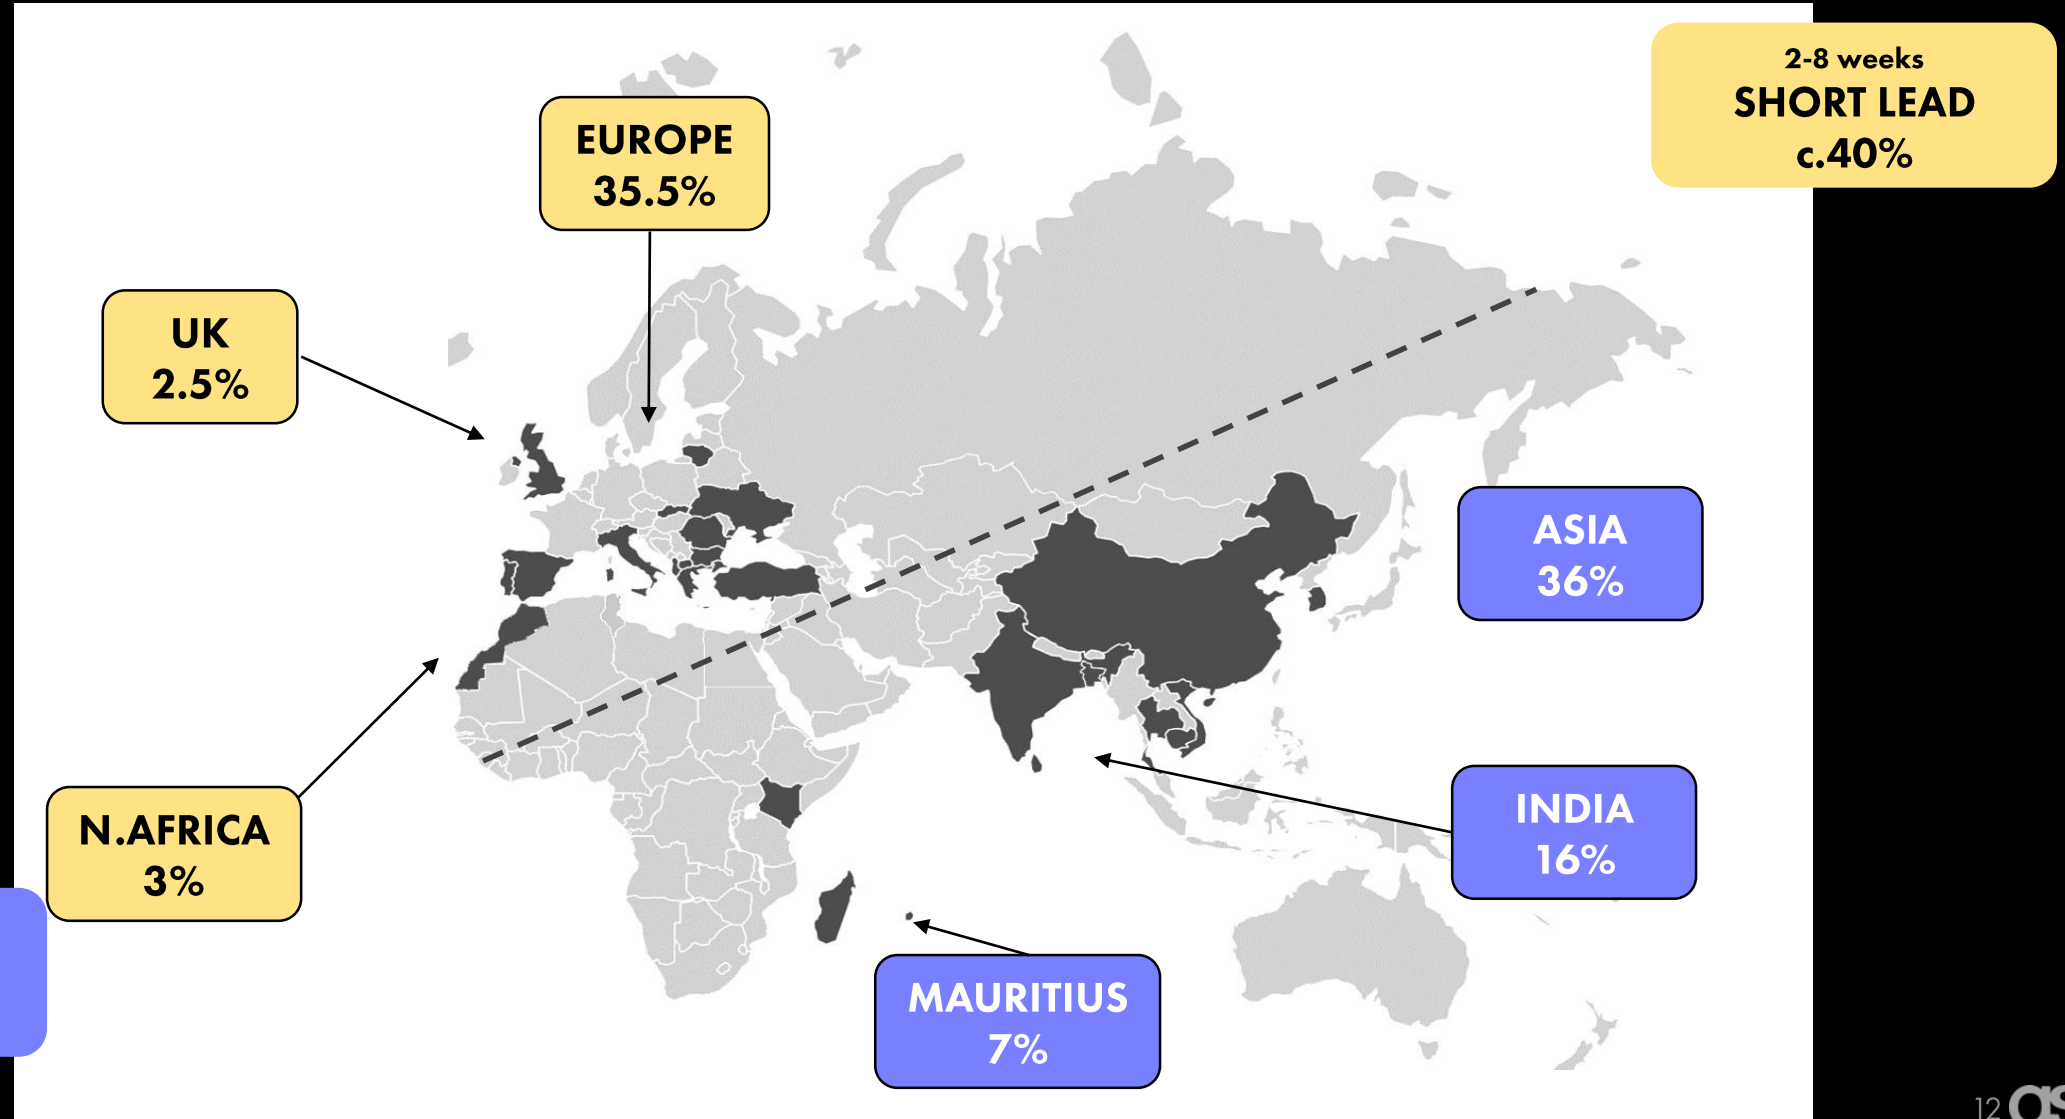 2-8 weeks
SHORT LEAD
c.40%
EUROPE
35.5%
UK
2.5%
ASIA
36%
INDIA
16%
N.AFRICA
3%
MAURITIUS
7%
12